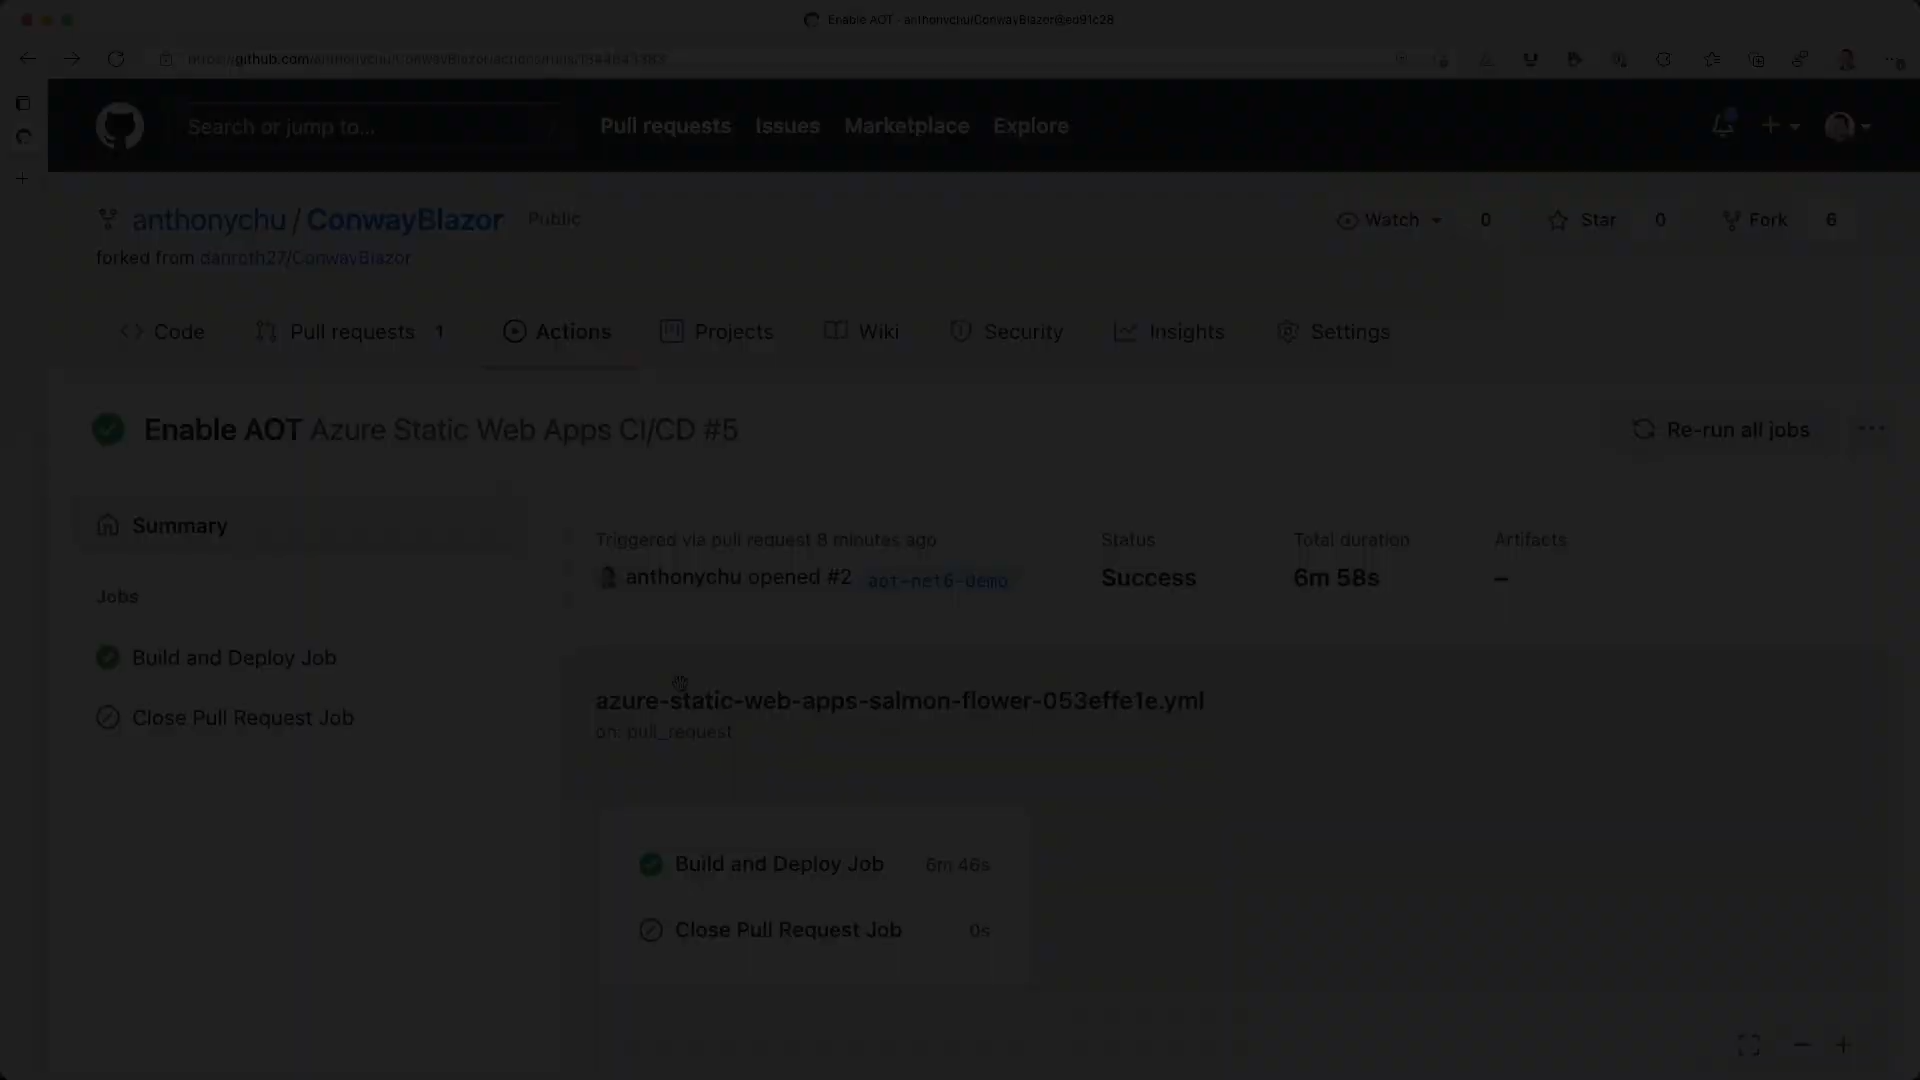 Enable AOT · anthonychu/ConwayBlazor@ed91c28
Search or jump to...
Pull requests
Issues
Marketplace
Explore
anthonychu / ConwayBlazor
Public
Watch
0
Star
0
Fork
6
forked from danroth27/ConwayBlazor
Code
Pull requests 1
Actions
Projects
Wiki
Security
Insights
Settings
Enable AOT Azure Static Web Apps CI/CD #5
Re-run all jobs
Summary
Triggered via pull request 8 minutes ago
Status
Total duration
Artifacts
anthonychu opened #2 aot-net6-demo
Success
6m 58s
–
Jobs
Build and Deploy Job
Close Pull Request Job
azure-static-web-apps-salmon-flower-053effe1e.yml
on: pull_request
Build and Deploy Job 6m 46s
Close Pull Request Job 0s